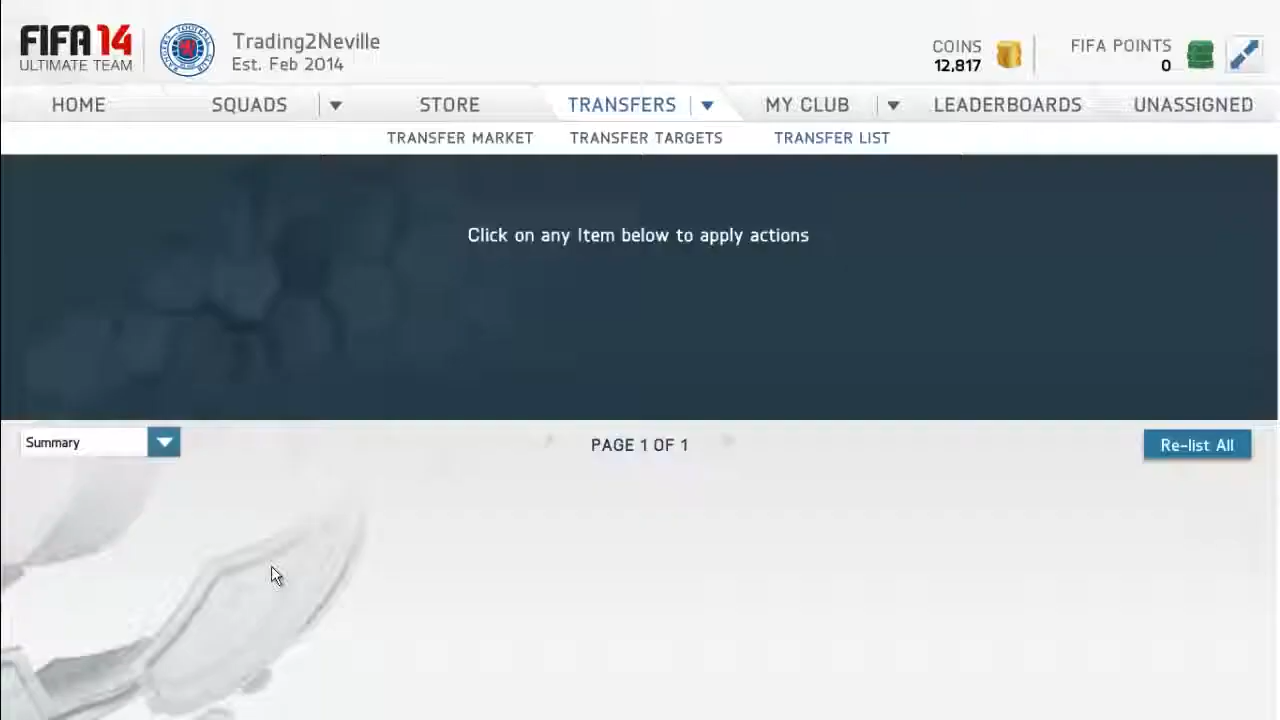 FIFA 14
ULTIMATE TEAM
Trading2Neville
Est. Feb 2014
COINS
12,817
FIFA POINTS
0
HOME
SQUADS
STORE
TRANSFERS
MY CLUB
LEADERBOARDS
UNASSIGNED
TRANSFER MARKET
TRANSFER TARGETS
TRANSFER LIST
Click on any Item below to apply actions
Summary
PAGE 1 OF 1
Re-list All